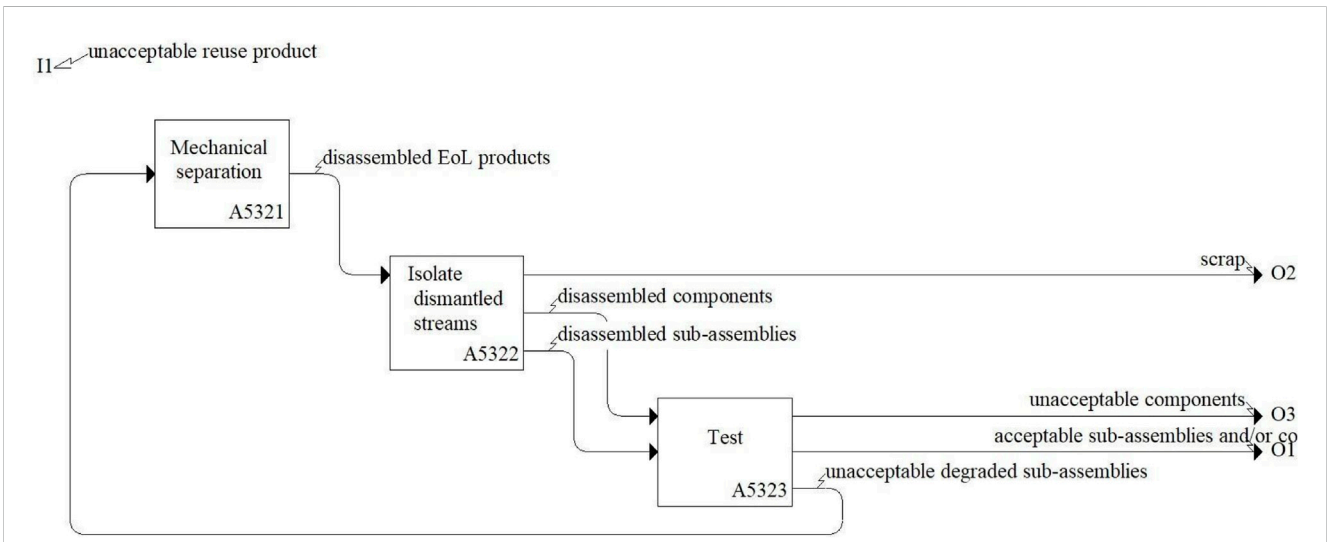 I1 unacceptable reuse product
Mechanical
separation
A5321
disassembled EoL products
Isolate
dismantled
streams
A5322
scrap O2
disassembled components
disassembled sub-assemblies
Test
A5323
unacceptable components O3
acceptable sub-assemblies and/or co
O1
unacceptable degraded sub-assemblies